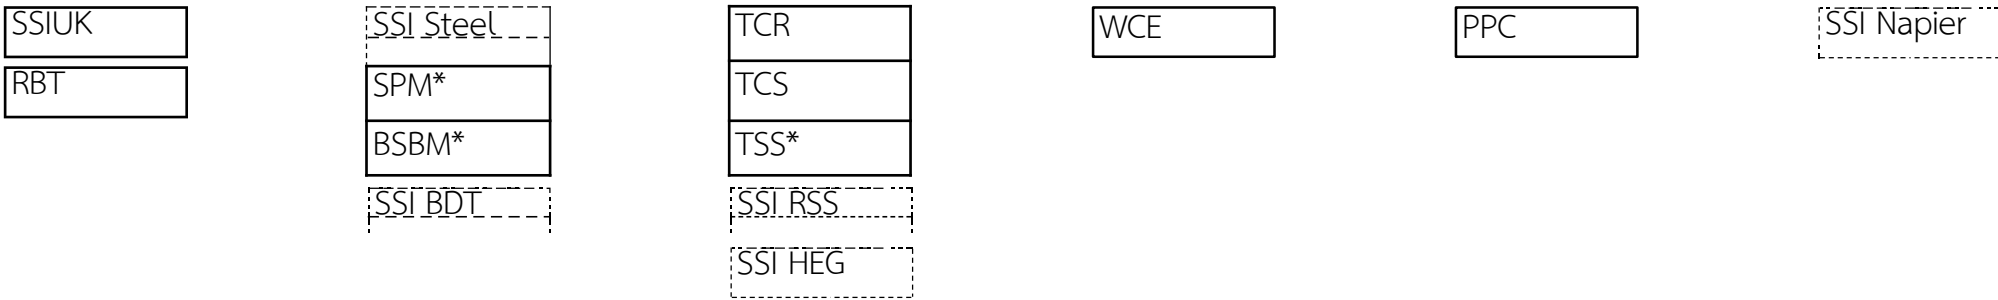 SSIUK
RBT
SSI Steel
SPM*
BSBM*
SSI BDT
TCR
TCS
TSS*
SSI RSS
SSI HEG
WCE
PPC
SSI Napier